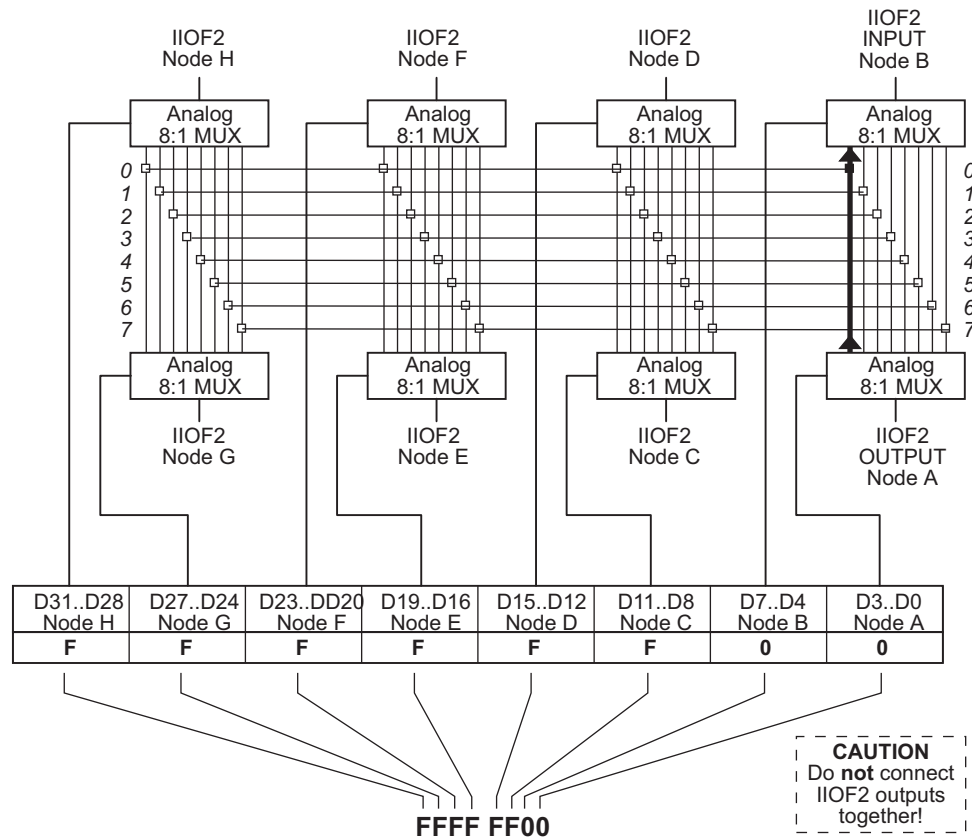 IIOF2
Node H
IIOF2
Node F
IIOF2
Node D
IIOF2
INPUT
Node B
Analog
8:1 MUX
Analog
8:1 MUX
Analog
8:1 MUX
Analog
8:1 MUX
0
1
2
3
4
5
6
7
0
1
2
3
4
5
6
7
Analog
8:1 MUX
Analog
8:1 MUX
Analog
8:1 MUX
Analog
8:1 MUX
IIOF2
Node G
IIOF2
Node E
IIOF2
Node C
IIOF2
OUTPUT
Node A
D31..D28
Node H
D27..D24
Node G
D23..DD20
Node F
D19..D16
Node E
D15..D12
Node D
D11..D8
Node C
D7..D4
Node B
D3..D0
Node A
F F F F F F 0 0
FFFF FF00
CAUTION
Do not connect
IIOF2 outputs
together!